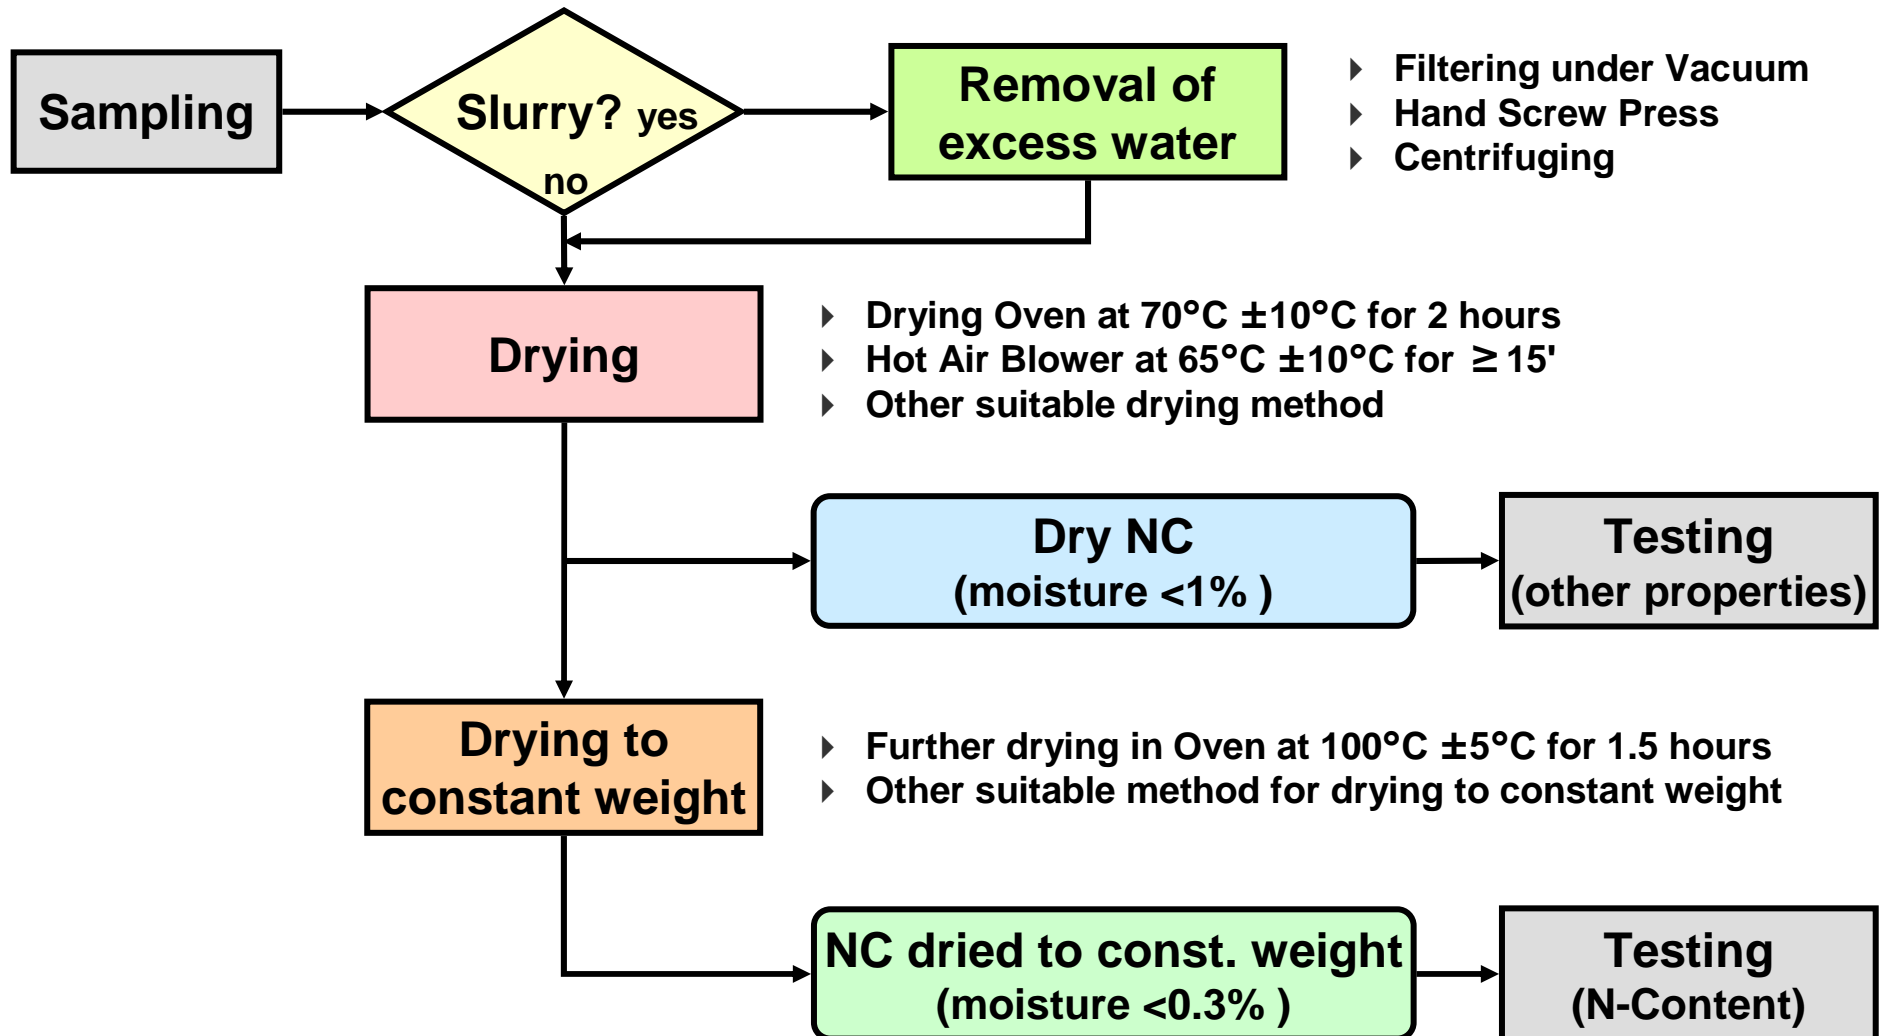 Sampling
Slurry? yes
no
Removal of
excess water
Filtering under Vacuum
Hand Screw Press
Centrifuging
Drying
Drying Oven at 70°C ±10°C for 2 hours
Hot Air Blower at 65°C ±10°C for ≥ 15'
Other suitable drying method
Dry NC
(moisture <1% )
Testing
(other properties)
Drying to
constant weight
Further drying in Oven at 100°C ±5°C for 1.5 hours
Other suitable method for drying to constant weight
NC dried to const. weight
(moisture <0.3% )
Testing
(N-Content)